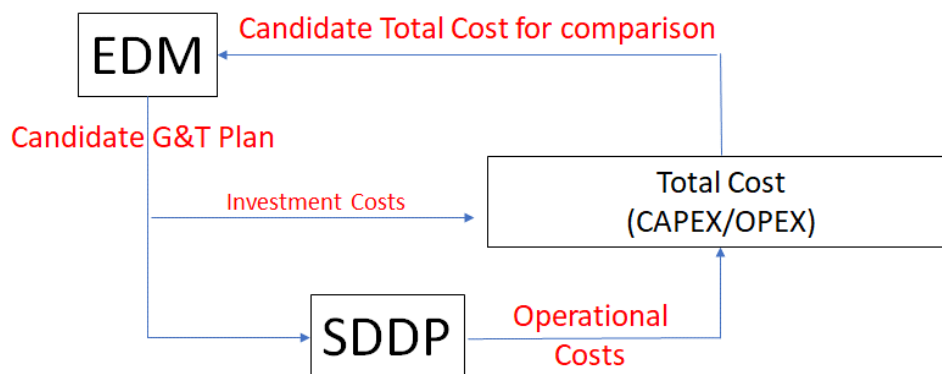 Candidate Total Cost for comparison
EDM
Candidate G&T Plan
Investment Costs
Total Cost
(CAPEX/OPEX)
SDDP
Operational
Costs